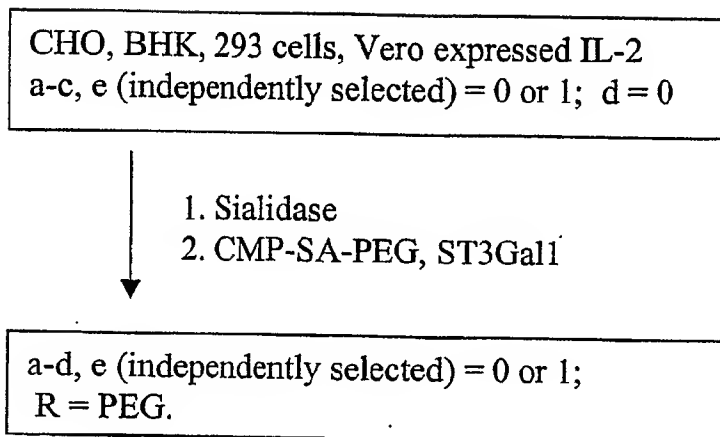 CHO, BHK, 293 cells, Vero expressed IL-2
a-c, e (independently selected) = 0 or 1; d = 0
1. Sialidase
2. CMP-SA-PEG, ST3Gal1
a-d, e (independently selected) = 0 or 1;
R = PEG.